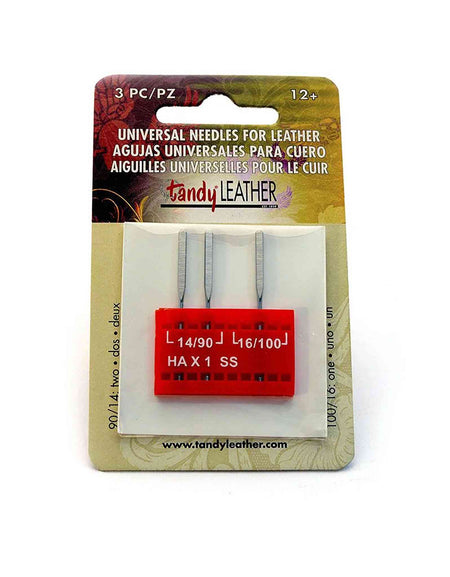 3 PC/PZ
12+
UNIVERSAL NEEDLES FOR LEATHER
AGUJAS UNIVERSALES PARA CUERO
AIGUILLES UNIVERSELLES POUR LE CUIR
tandy LEATHER
14/90 16/100
HA X 1 SS
90/14: two • dos • deux
100/16: one • uno • un
www.tandyleather.com